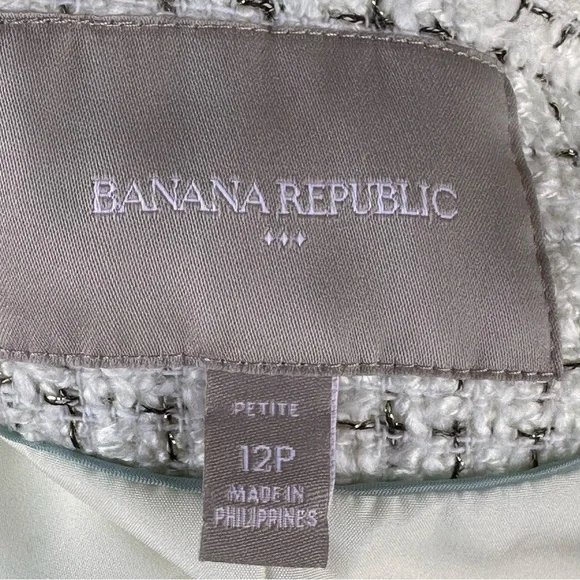 BANANA REPUBLIC
PETITE
12P
MADE IN
PHILIPPINES